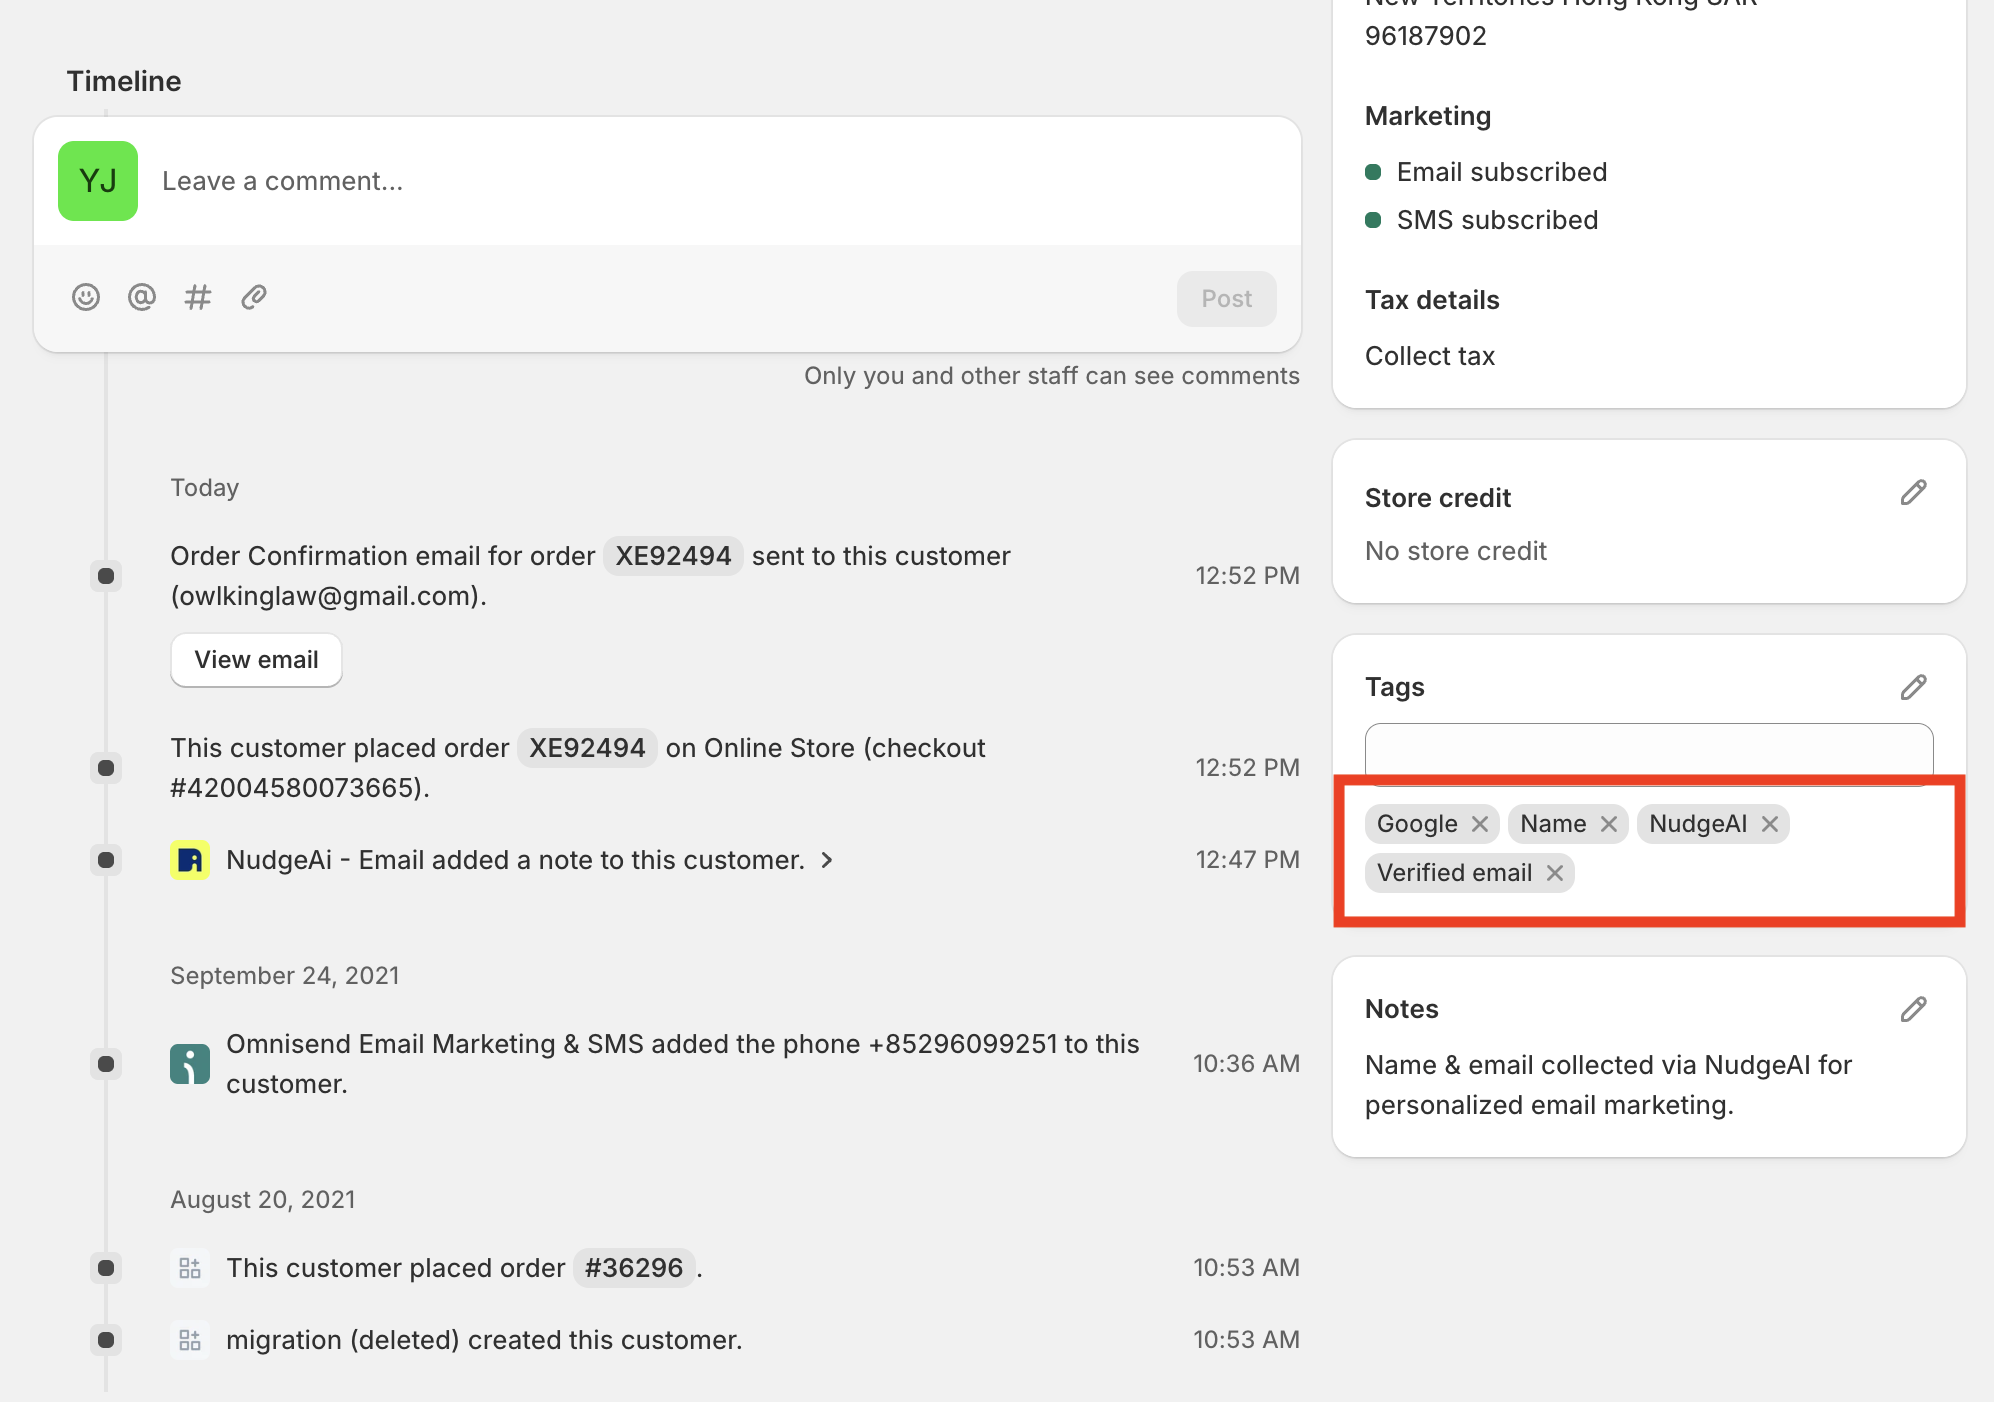 Timeline
YJ
Leave a comment...
@ #
Post
Only you and other staff can see comments
Today
Order Confirmation email for order XE92494 sent to this customer
(owlkinglaw@gmail.com).
12:52 PM
View email
This customer placed order XE92494 on Online Store (checkout
#42004580073665).
12:52 PM
NudgeAi - Email added a note to this customer.
12:47 PM
September 24, 2021
Omnisend Email Marketing & SMS added the phone +85296099251 to this
customer.
10:36 AM
August 20, 2021
This customer placed order #36296.
10:53 AM
migration (deleted) created this customer.
10:53 AM
New Territories Hong Kong SAR
96187902
Marketing
Email subscribed
SMS subscribed
Tax details
Collect tax
Store credit
No store credit
Tags
Google Name NudgeAI
Verified email
Notes
Name & email collected via NudgeAI for
personalized email marketing.